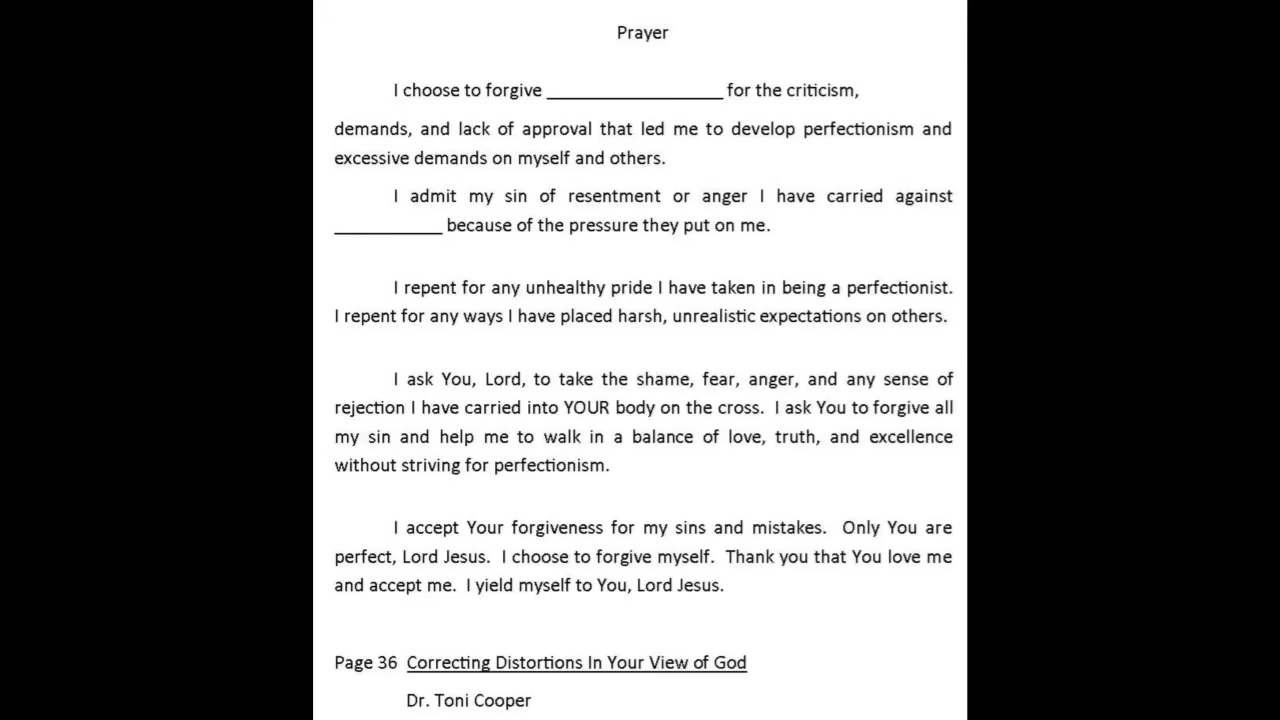 Prayer
I choose to forgive __________________ for the criticism,
demands, and lack of approval that led me to develop perfectionism and
excessive demands on myself and others.
I admit my sin of resentment or anger I have carried against
___________ because of the pressure they put on me.
I repent for any unhealthy pride I have taken in being a perfectionist.
I repent for any ways I have placed harsh, unrealistic expectations on others.
I ask You, Lord, to take the shame, fear, anger, and any sense of
rejection I have carried into YOUR body on the cross. I ask You to forgive all
my sin and help me to walk in a balance of love, truth, and excellence
without striving for perfectionism.
I accept Your forgiveness for my sins and mistakes. Only You are
perfect, Lord Jesus. I choose to forgive myself. Thank you that You love me
and accept me. I yield myself to You, Lord Jesus.
Page 36 Correcting Distortions In Your View of God
Dr. Toni Cooper